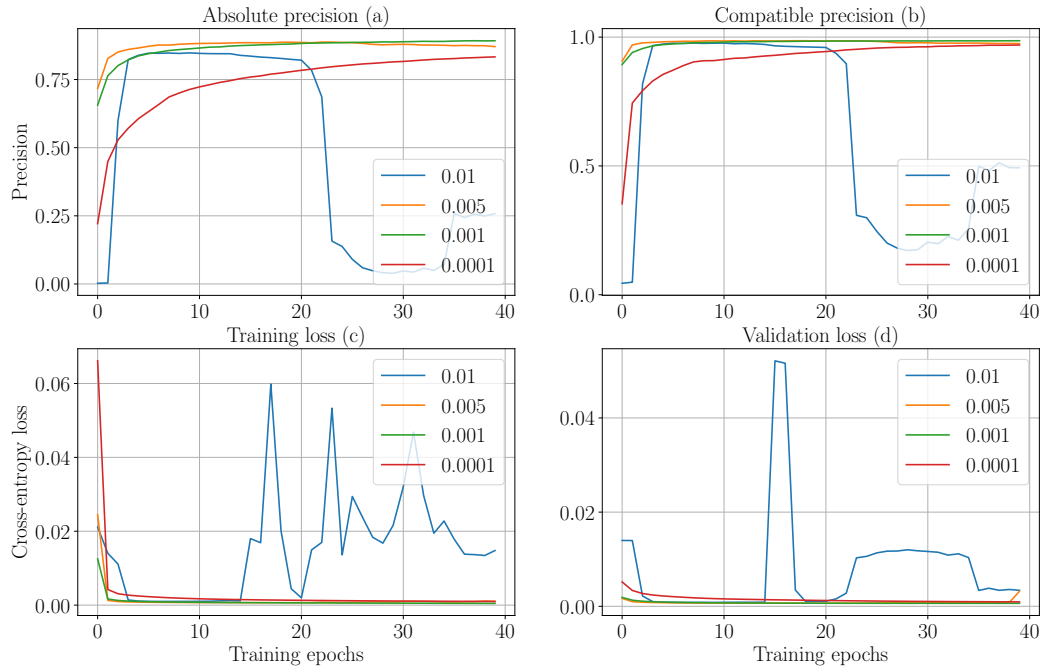 Absolute precision (a)
Precision
0.75
0.50
0.25
0.00
0 10 20 30 40
0.01
0.005
0.001
0.0001
Compatible precision (b)
1.0
0.5
0.0
0 10 20 30 40
0.01
0.005
0.001
0.0001
Training loss (c)
Cross-entropy loss
0.06
0.04
0.02
0.00
0 10 20 30 40
Training epochs
0.01
0.005
0.001
0.0001
Validation loss (d)
0.04
0.02
0.00
0 10 20 30 40
Training epochs
0.01
0.005
0.001
0.0001